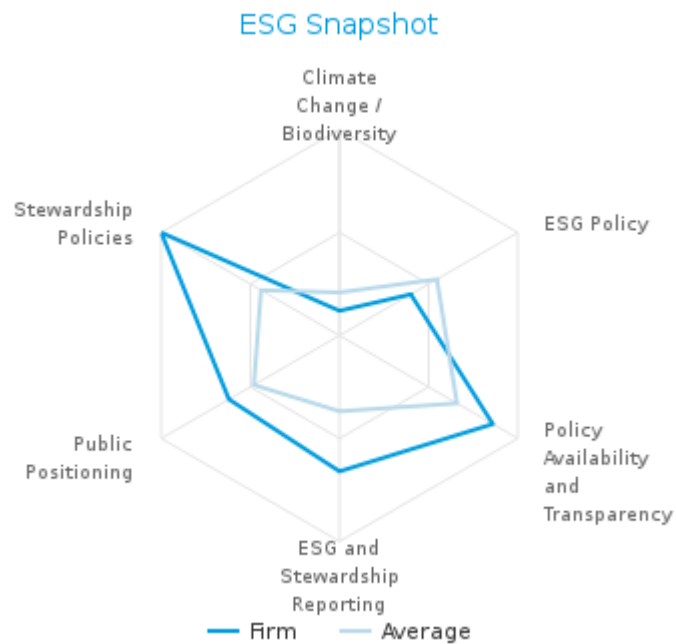 ESG Snapshot
Climate
Change /
Biodiversity
Stewardship
Policies
ESG Policy
Public
Positioning
Policy
Availability
and
Transparency
ESG and
Stewardship
Reporting
Firm
Average